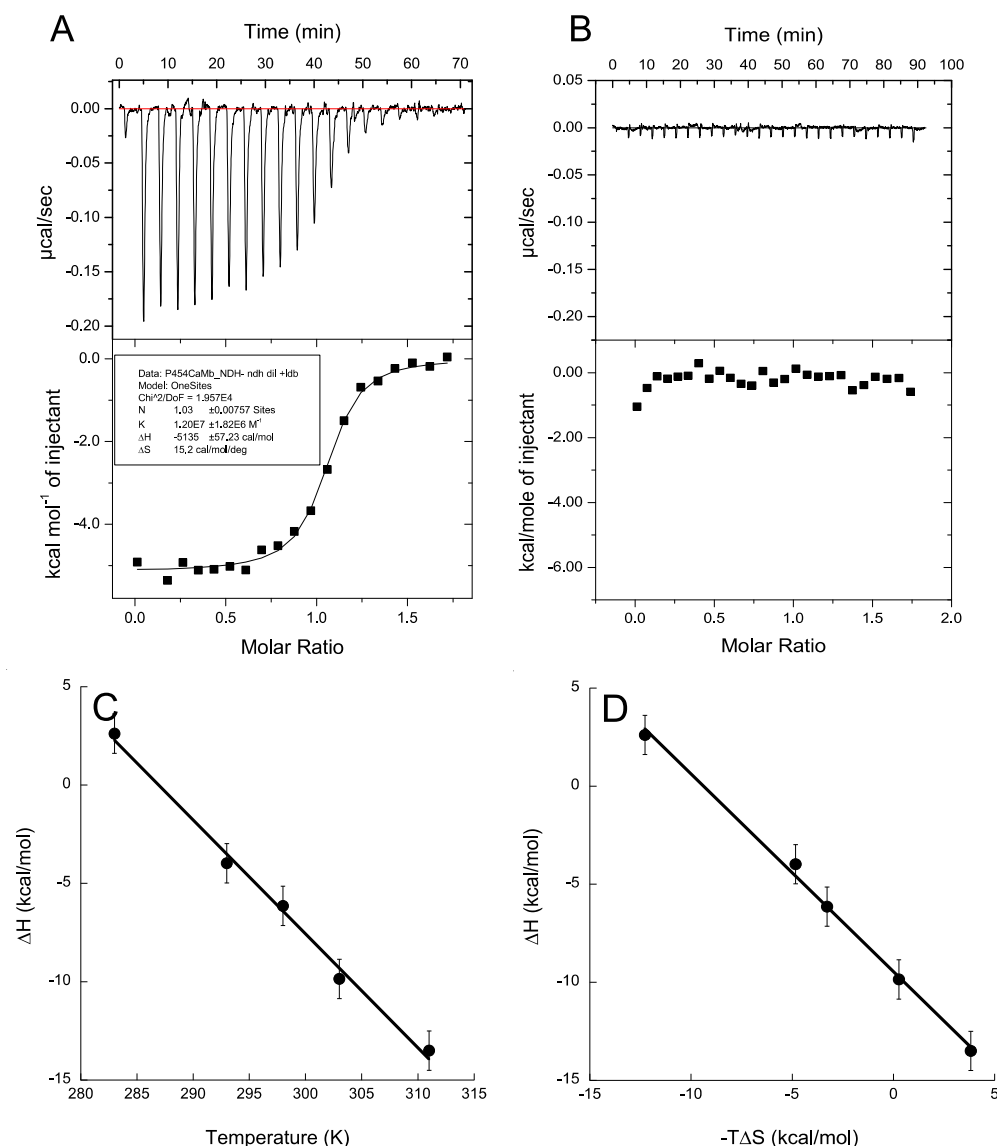 A
Time (min)
0 10 20 30 40 50 60 70
0.00
-0.05
-0.10
-0.15
-0.20
µcal/sec
0.0
-2.0
-4.0
kcal mol⁻¹ of injectant
Data: P454CaMb_NDH- ndh dil +ldb
Model: OneSites
Chi^2/DoF = 1.957E4
N 1.03 ±0.00757 Sites
K 1.20E7 ±1.82E6 M⁻¹
ΔH -5135 ±57.23 cal/mol
ΔS 15.2 cal/mol/deg
0.0 0.5 1.0 1.5
Molar Ratio
B
Time (min)
0 10 20 30 40 50 60 70 80 90 100
0.05
0.00
-0.05
-0.10
-0.15
-0.20
µcal/sec
0.00
-2.00
-4.00
-6.00
kcal/mole of injectant
0.0 0.5 1.0 1.5 2.0
Molar Ratio
C
5
0
-5
-10
-15
ΔH (kcal/mol)
280 285 290 295 300 305 310 315
Temperature (K)
D
5
0
-5
-10
-15
ΔH (kcal/mol)
-15 -10 -5 0 5
-TΔS (kcal/mol)